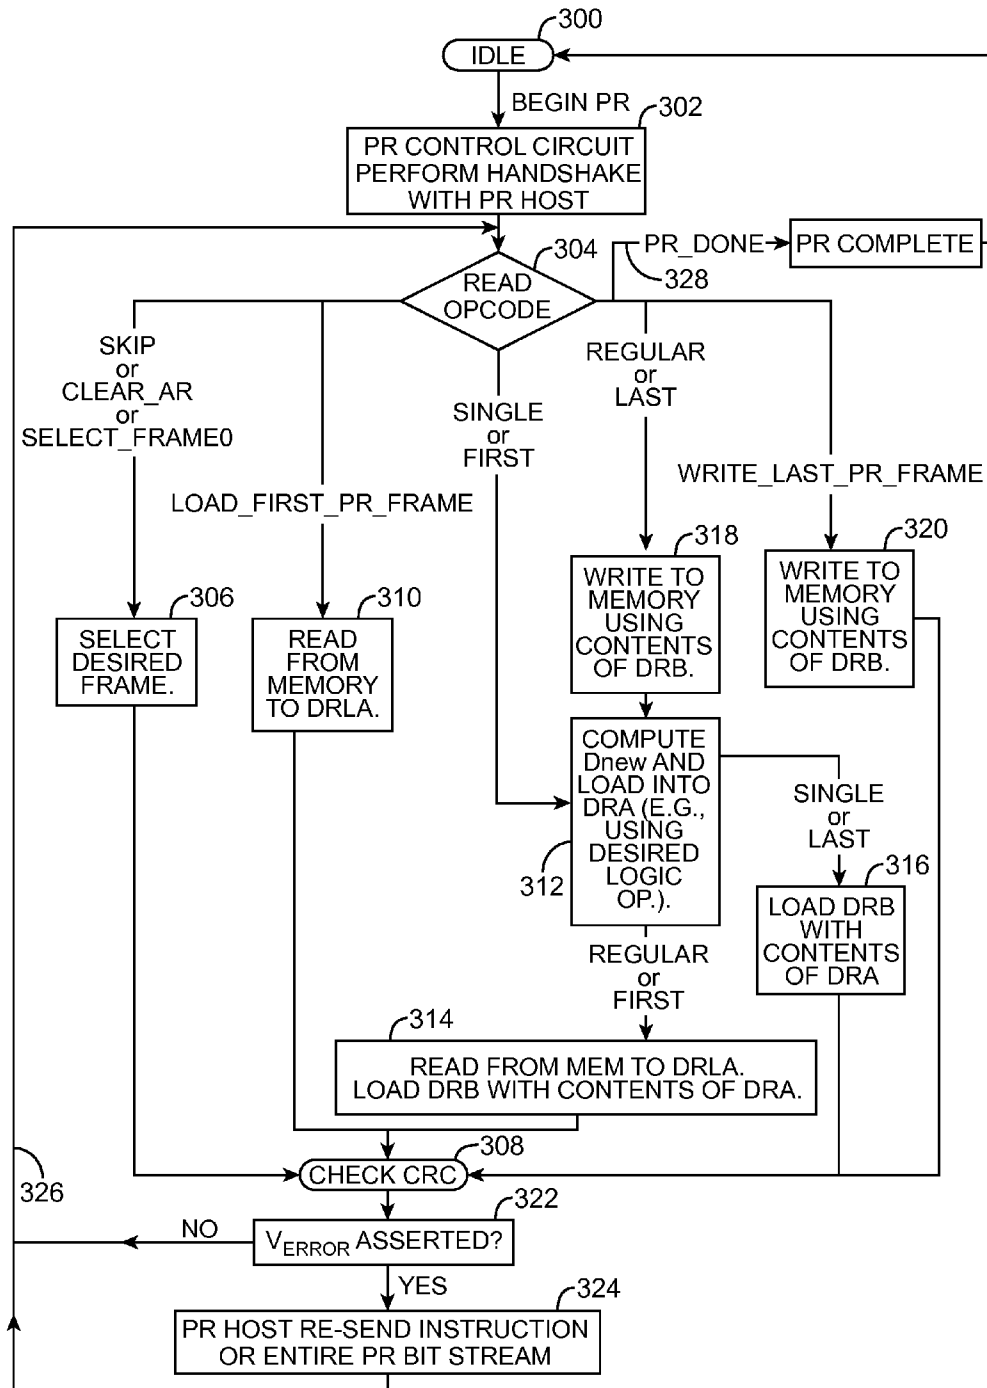 300
IDLE
BEGIN PR
302
PR CONTROL CIRCUIT
PERFORM HANDSHAKE
WITH PR HOST
304
READ
OPCODE
PR_DONE
328
PR COMPLETE
SKIP
or
CLEAR_AR
or
SELECT_FRAME0
LOAD_FIRST_PR_FRAME
SINGLE
or
FIRST
REGULAR
or
LAST
WRITE_LAST_PR_FRAME
306
SELECT
DESIRED
FRAME.
310
READ
FROM
MEMORY
TO DRLA.
318
WRITE TO
MEMORY
USING
CONTENTS
OF DRB.
320
WRITE TO
MEMORY
USING
CONTENTS
OF DRB.
COMPUTE
Dnew AND
LOAD INTO
DRA (E.G.,
USING
DESIRED
LOGIC
OP.).
312
SINGLE
or
LAST
316
LOAD DRB
WITH
CONTENTS
OF DRA
REGULAR
or
FIRST
314
READ FROM MEM TO DRLA.
LOAD DRB WITH CONTENTS OF DRA.
308
CHECK CRC
326
322
VERROR ASSERTED?
NO
YES
324
PR HOST RE-SEND INSTRUCTION
OR ENTIRE PR BIT STREAM